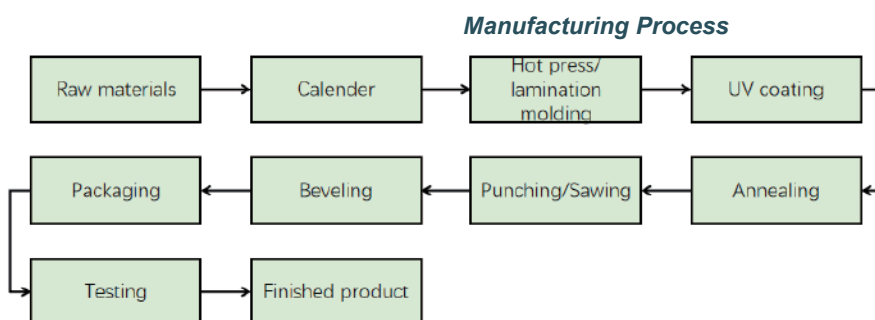 Manufacturing Process
Raw materials
Calender
Hot press/
lamination
molding
UV coating
Packaging
Beveling
Punching/Sawing
Annealing
Testing
Finished product